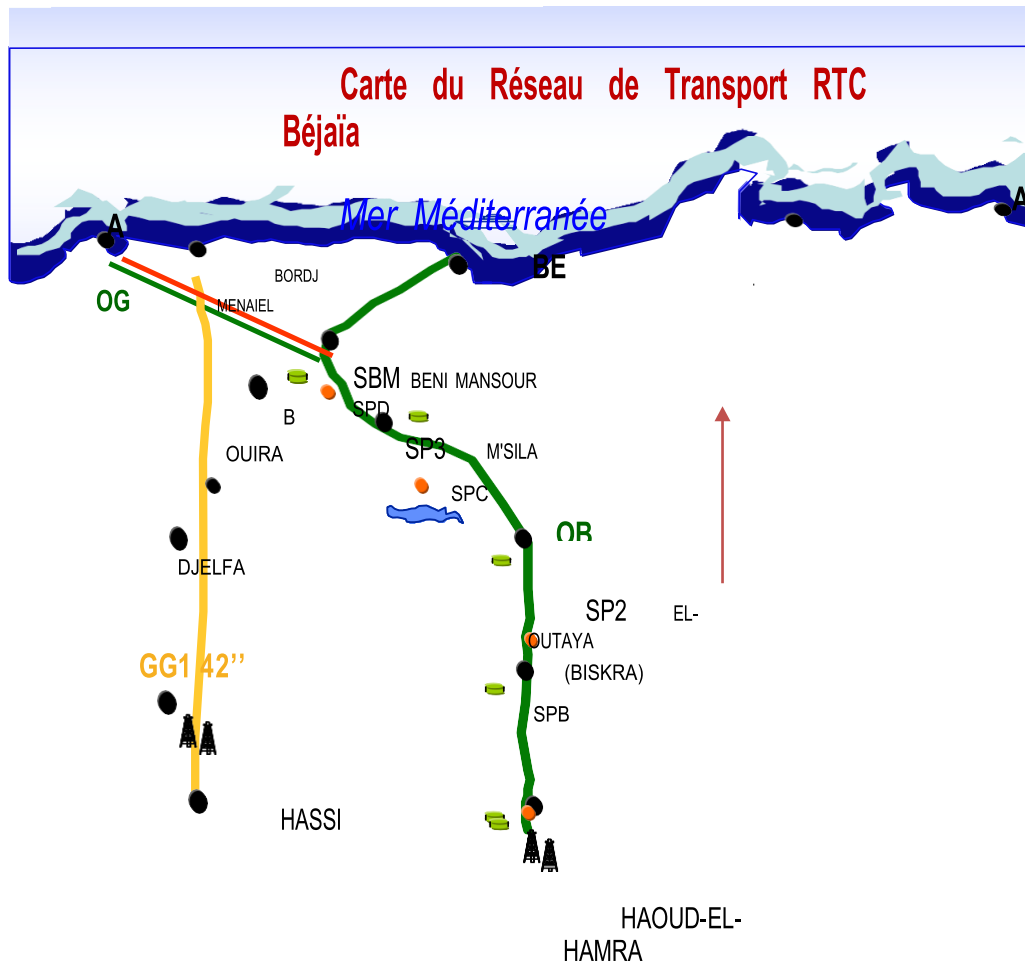 Carte du Réseau de Transport RTC
Béjaïa
Mer Méditerranée
A
A
BE
BORDJ
OG
MENAIEL
SBM BENI MANSOUR
B
SPD
OUIRA
SP3
M'SILA
SPC
OB
DJELFA
SP2
EL-
OUTAYA
GG1 42’’
(BISKRA)
SPB
HASSI
HAOUD-EL-
HAMRA